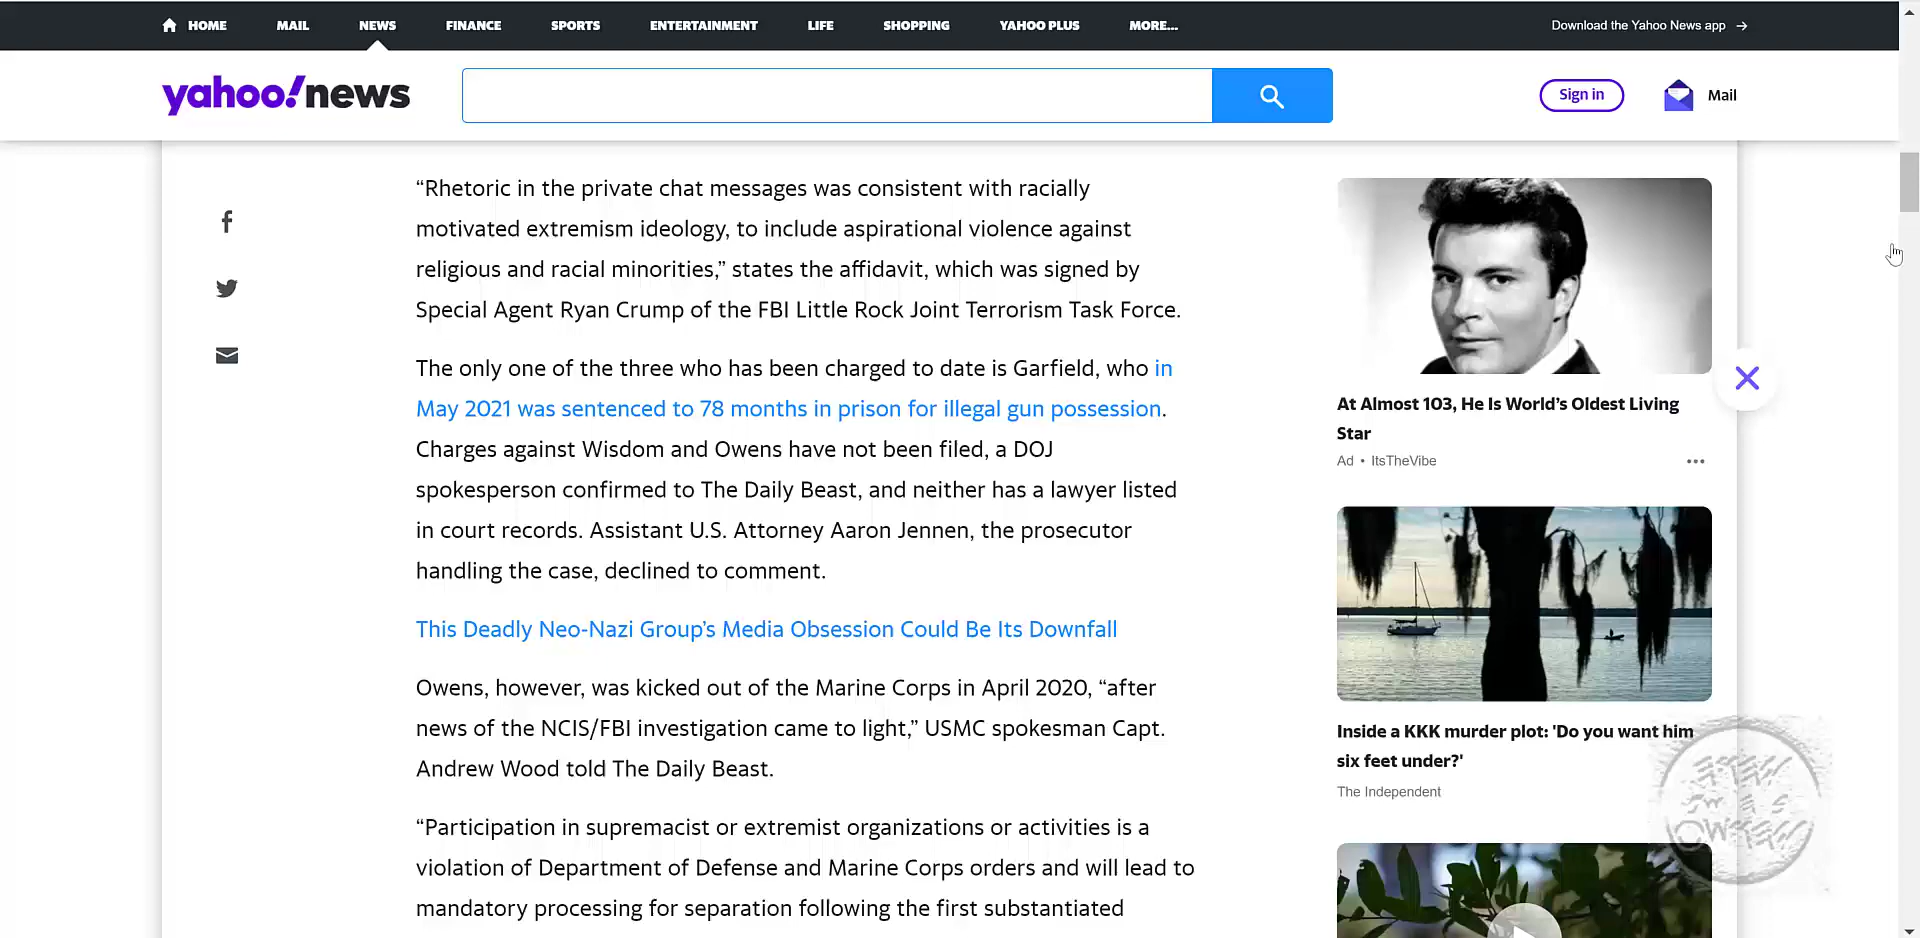 HOME MAIL NEWS FINANCE SPORTS ENTERTAINMENT LIFE SHOPPING YAHOO PLUS MORE... Download the Yahoo News app →
yahoo!news
Sign in
Mail
“Rhetoric in the private chat messages was consistent with racially
motivated extremism ideology, to include aspirational violence against
religious and racial minorities,” states the affidavit, which was signed by
Special Agent Ryan Crump of the FBI Little Rock Joint Terrorism Task Force.
The only one of the three who has been charged to date is Garfield, who in
May 2021 was sentenced to 78 months in prison for illegal gun possession.
Charges against Wisdom and Owens have not been filed, a DOJ
spokesperson confirmed to The Daily Beast, and neither has a lawyer listed
in court records. Assistant U.S. Attorney Aaron Jennen, the prosecutor
handling the case, declined to comment.
This Deadly Neo-Nazi Group’s Media Obsession Could Be Its Downfall
Owens, however, was kicked out of the Marine Corps in April 2020, “after
news of the NCIS/FBI investigation came to light,” USMC spokesman Capt.
Andrew Wood told The Daily Beast.
“Participation in supremacist or extremist organizations or activities is a
violation of Department of Defense and Marine Corps orders and will lead to
mandatory processing for separation following the first substantiated
At Almost 103, He Is World’s Oldest Living
Star
Ad • ItsTheVibe
Inside a KKK murder plot: 'Do you want him
six feet under?'
The Independent